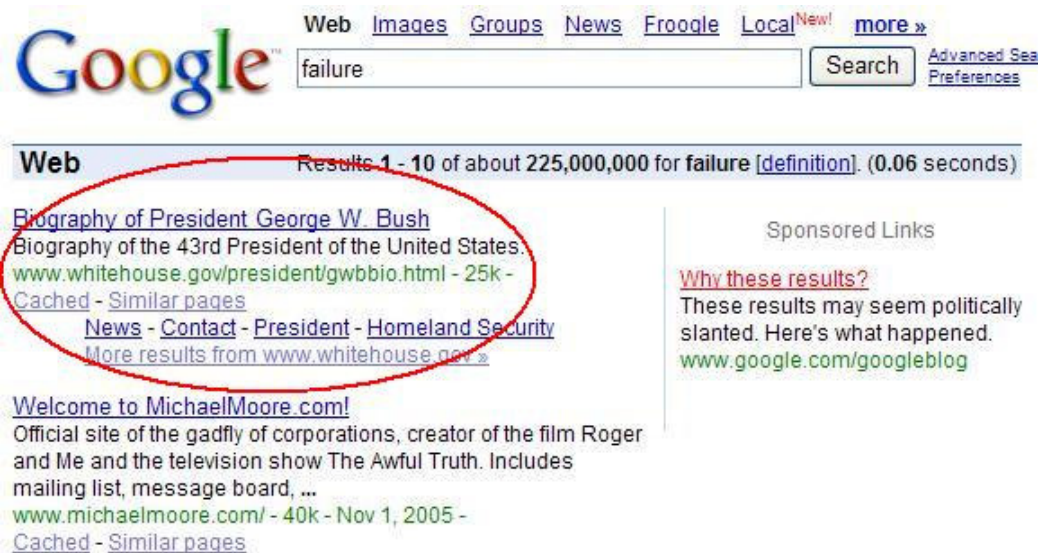 Google™
Web Images Groups News Froogle Local New! more »
failure
Search
Advanced Sea
Preferences
Web Results 1 - 10 of about 225,000,000 for failure [definition]. (0.06 seconds)
Biography of President George W. Bush
Biography of the 43rd President of the United States.
www.whitehouse.gov/president/gwbbio.html - 25k -
Cached - Similar pages
News - Contact - President - Homeland Security
More results from www.whitehouse.gov »
Welcome to MichaelMoore.com!
Official site of the gadfly of corporations, creator of the film Roger
and Me and the television show The Awful Truth. Includes
mailing list, message board, ...
www.michaelmoore.com/ - 40k - Nov 1, 2005 -
Cached - Similar pages
Sponsored Links
Why these results?
These results may seem politically
slanted. Here's what happened.
www.google.com/googleblog